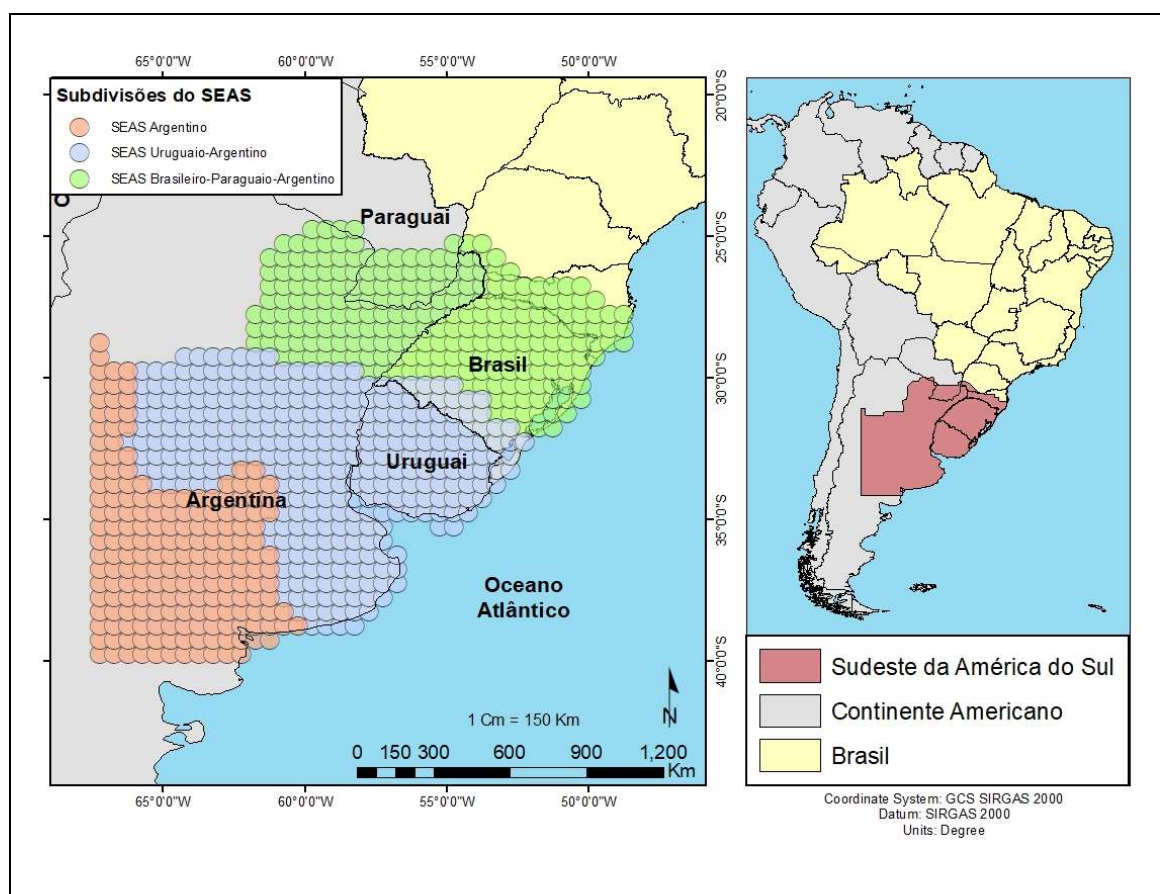 65°0'0"W 60°0'0"W 55°0'0"W 50°0'0"W
Subdivisões do SEAS
SEAS Argentino
SEAS Uruguaio-Argentino
SEAS Brasileiro-Paraguaio-Argentino
O
Paraguai
Brasil
Uruguai
Argentina
Oceano
Atlântico
1 Cm = 150 Km
N
0 150 300 600 900 1,200
Km
65°0'0"W 60°0'0"W 55°0'0"W 50°0'0"W
20°0'0"S
25°0'0"S
30°0'0"S
35°0'0"S
40°0'0"S
Sudeste da América do Sul
Continente Americano
Brasil
Coordinate System: GCS SIRGAS 2000
Datum: SIRGAS 2000
Units: Degree